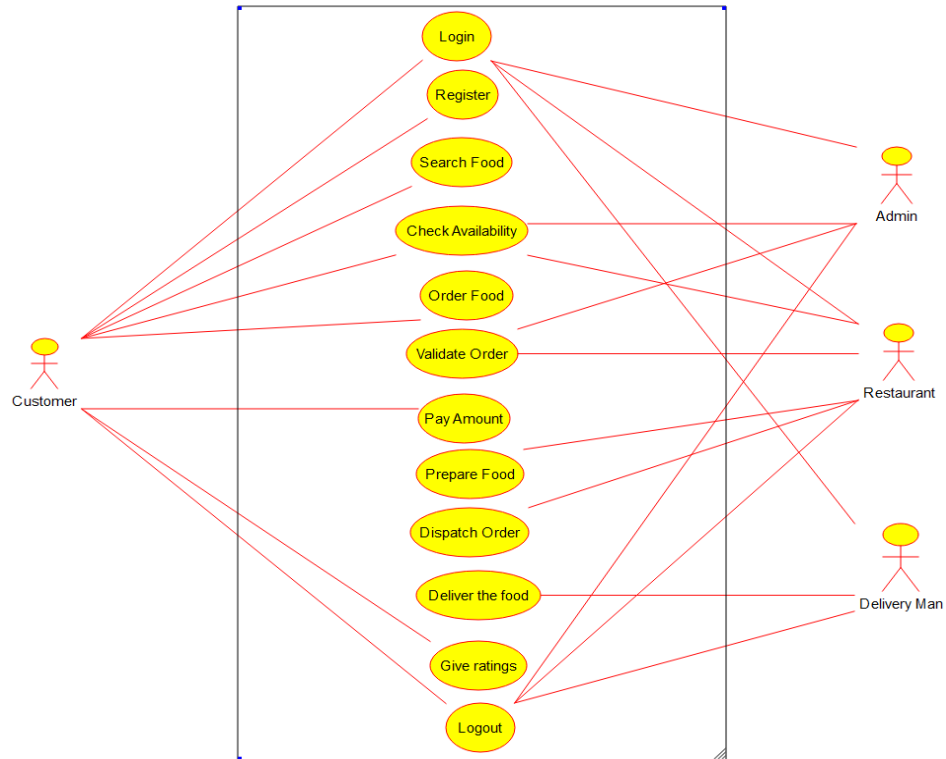 Login
Register
Search Food
Check Availability
Order Food
Validate Order
Pay Amount
Prepare Food
Dispatch Order
Deliver the food
Give ratings
Logout
Customer
Admin
Restaurant
Delivery Man